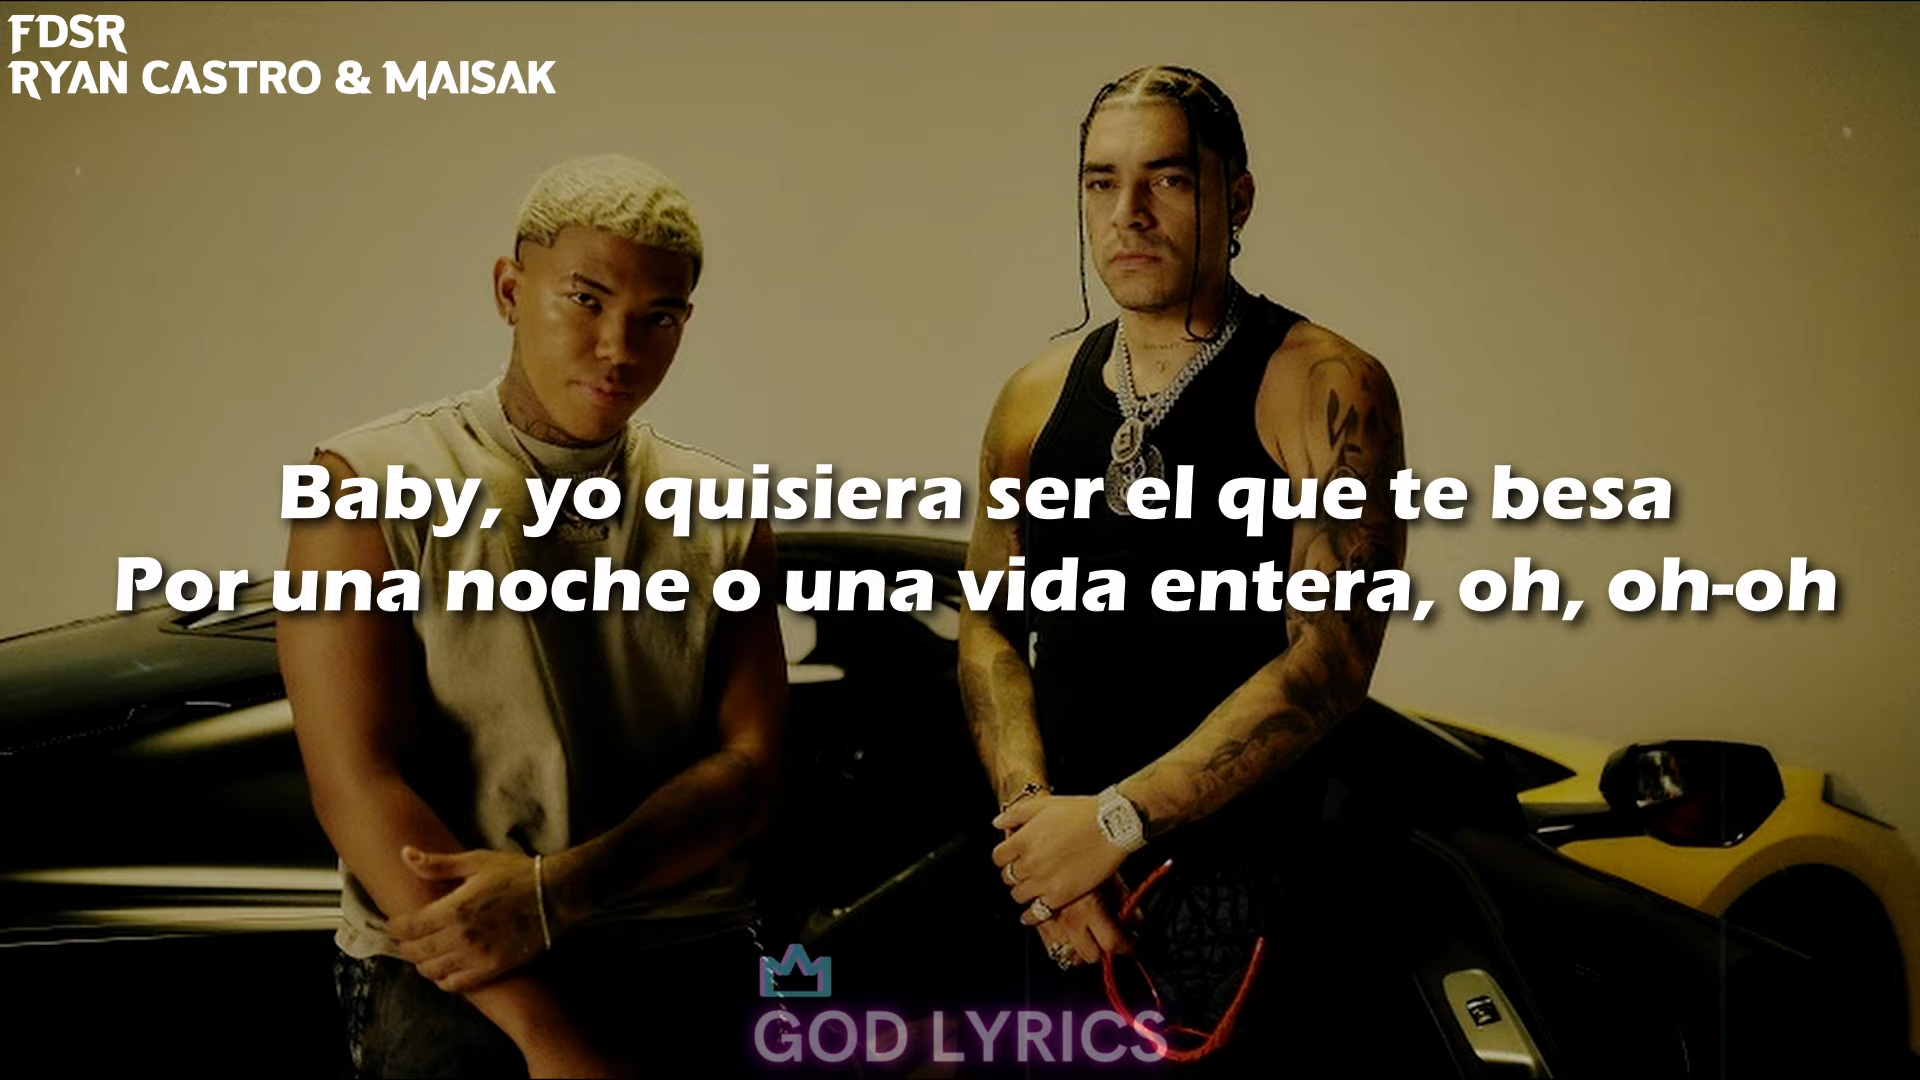 FDSR
RYAN CASTRO & MAISAK
Baby, yo quisiera ser el que te besa
Por una noche o una vida entera, oh, oh-oh
GOD LYRICS